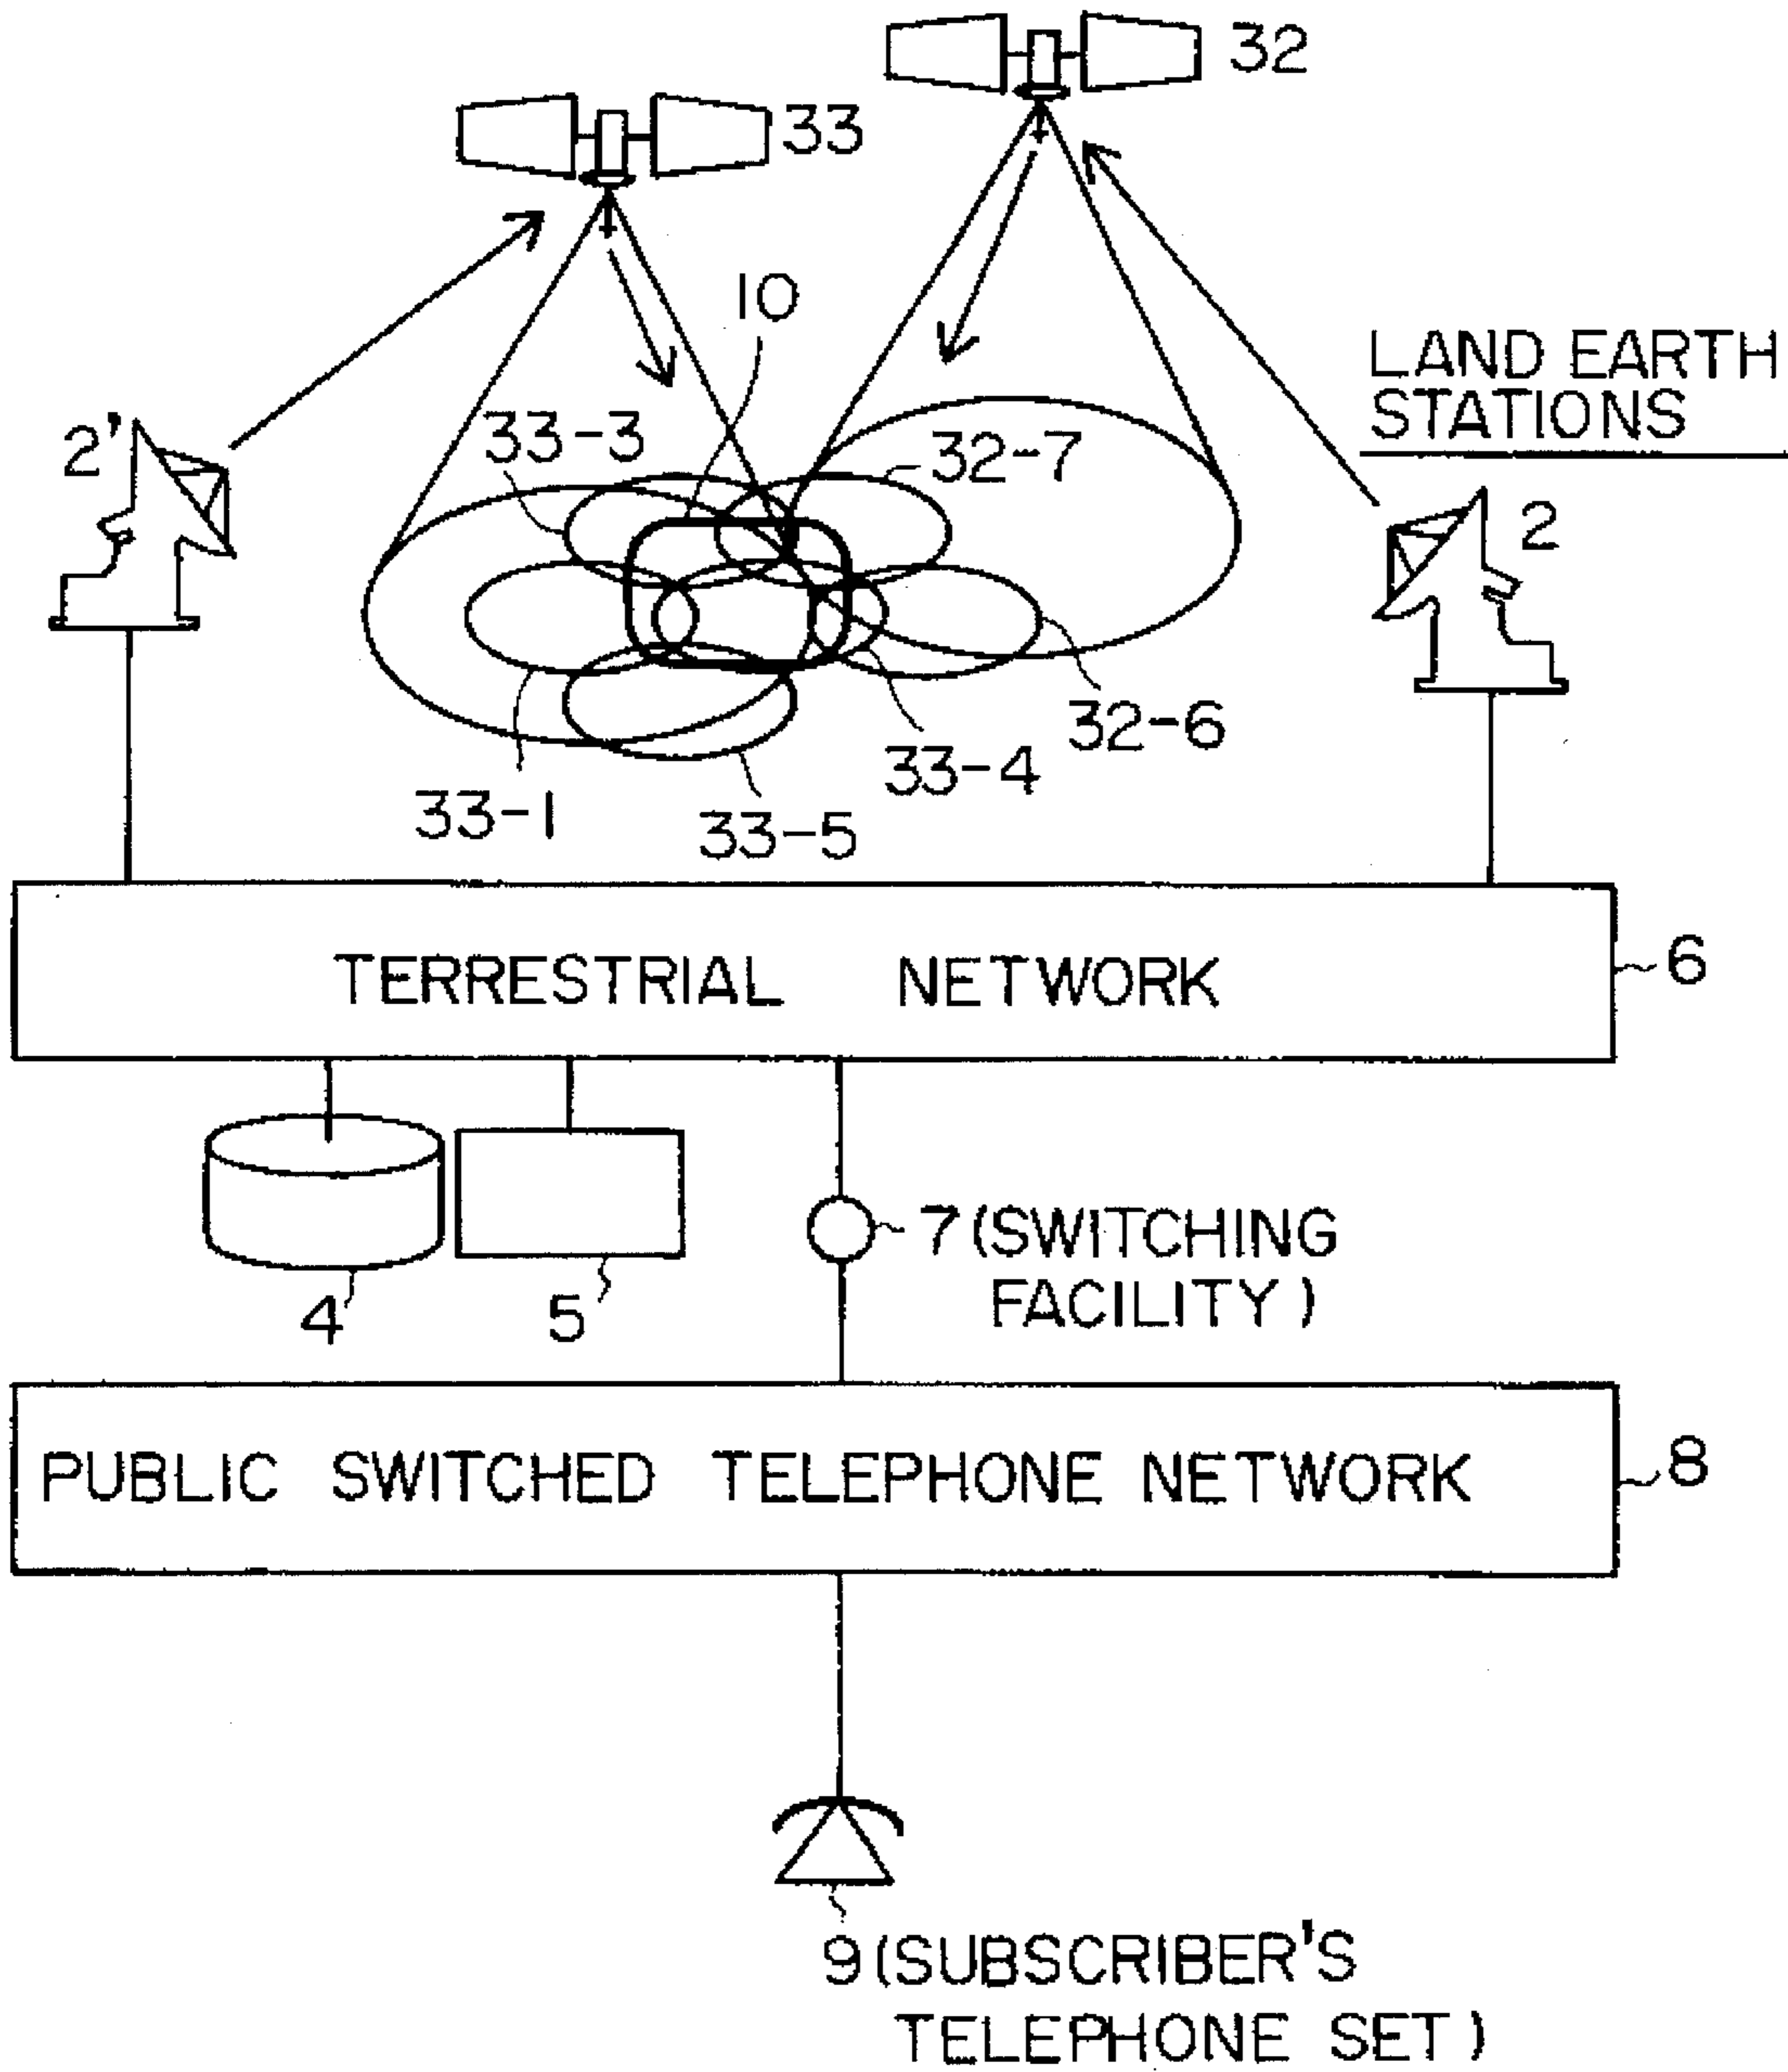 32
33
10
LAND EARTH
STATIONS
2'
33-3
32-7
2
32-6
33-4
33-1
33-5
TERRESTRIAL NETWORK
6
7 (SWITCHING
FACILITY)
4
5
PUBLIC SWITCHED TELEPHONE NETWORK
8
9 (SUBSCRIBER'S
TELEPHONE SET)